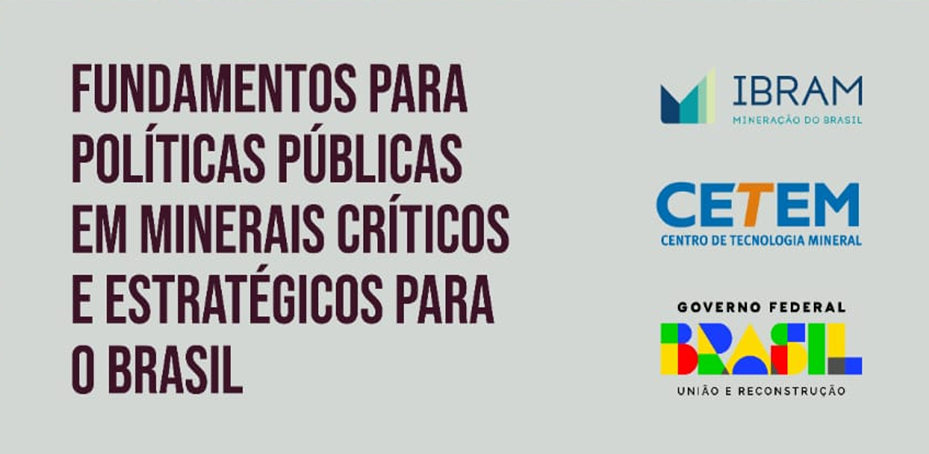 FUNDAMENTOS PARA
POLÍTICAS PÚBLICAS
EM MINERAIS CRÍTICOS
E ESTRATÉGICOS PARA
O BRASIL
IBRAM
MINERAÇÃO DO BRASIL
CETEM
CENTRO DE TECNOLOGIA MINERAL
GOVERNO FEDERAL
BRASIL
UNIÃO E RECONSTRUÇÃO